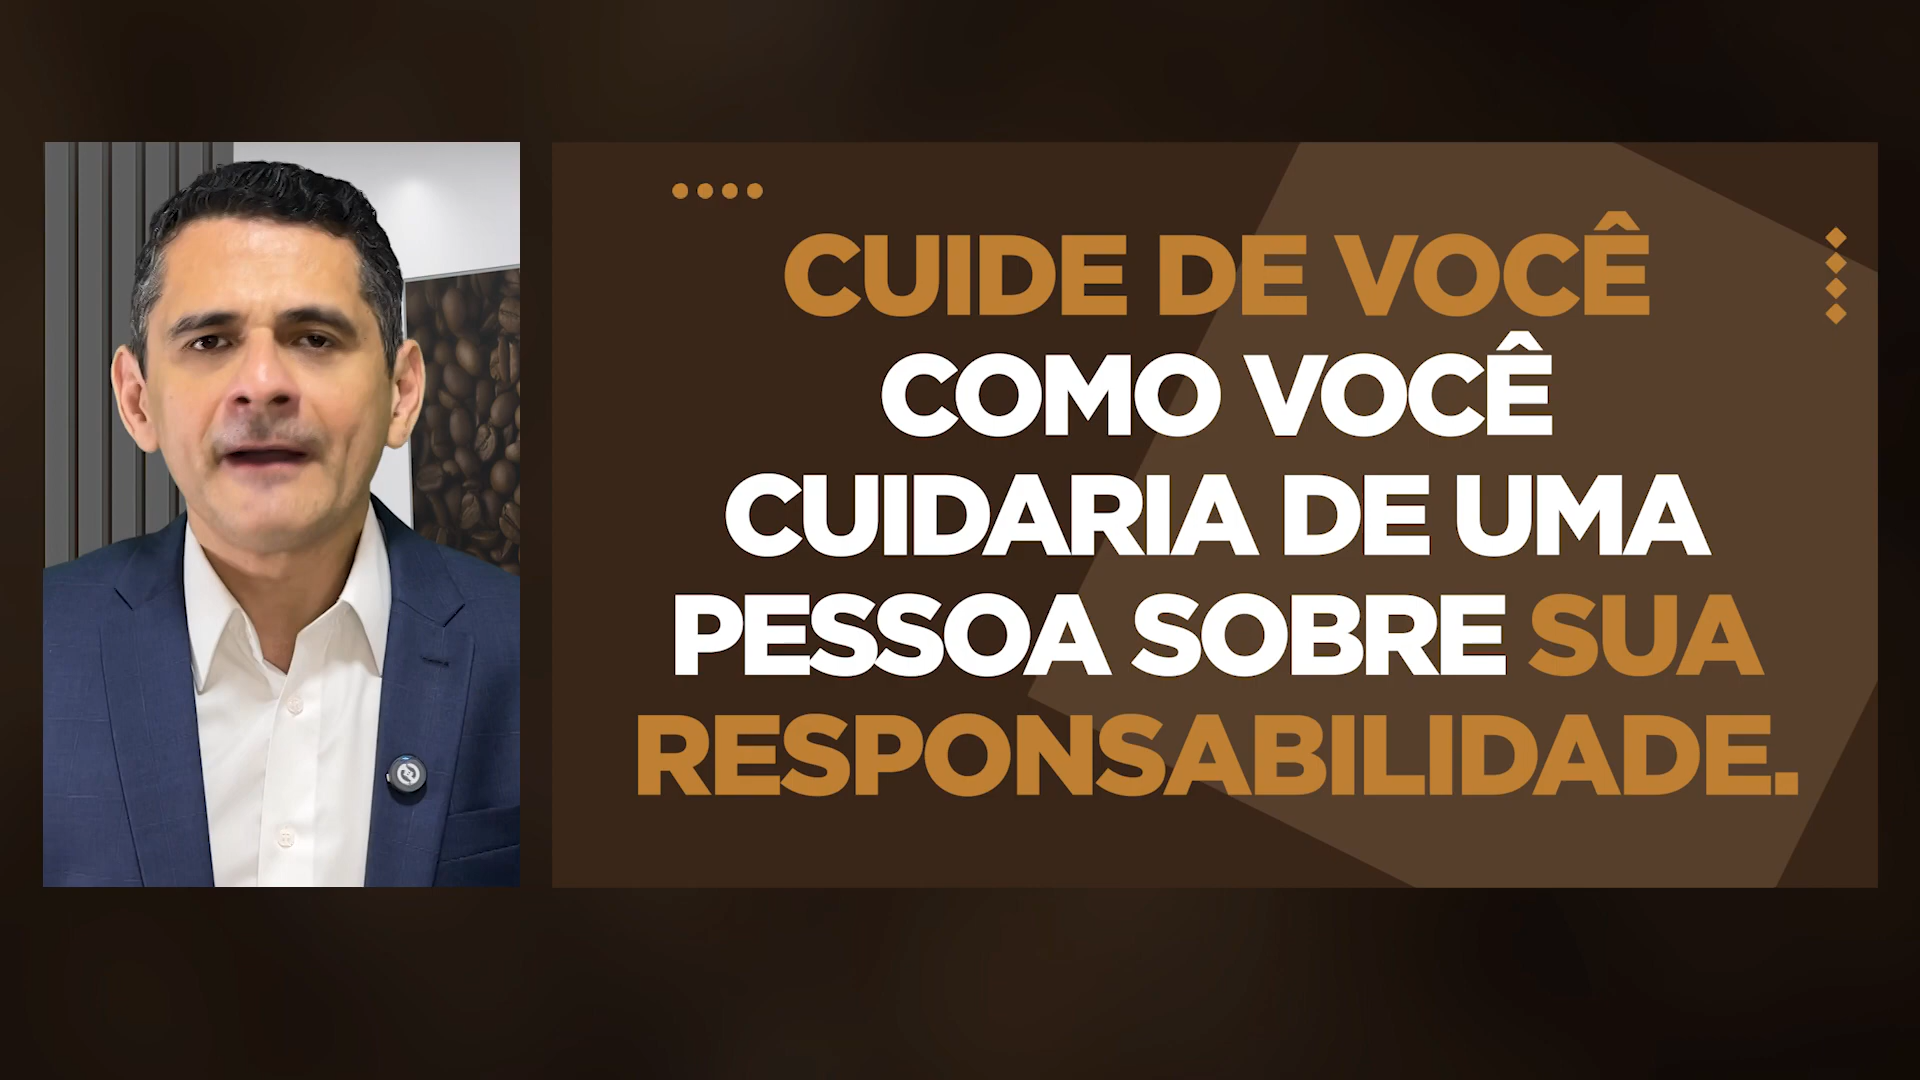 CUIDE DE VOCÊ
COMO VOCÊ
CUIDARIA DE UMA
PESSOA SOBRE SUA
RESPONSABILIDADE.